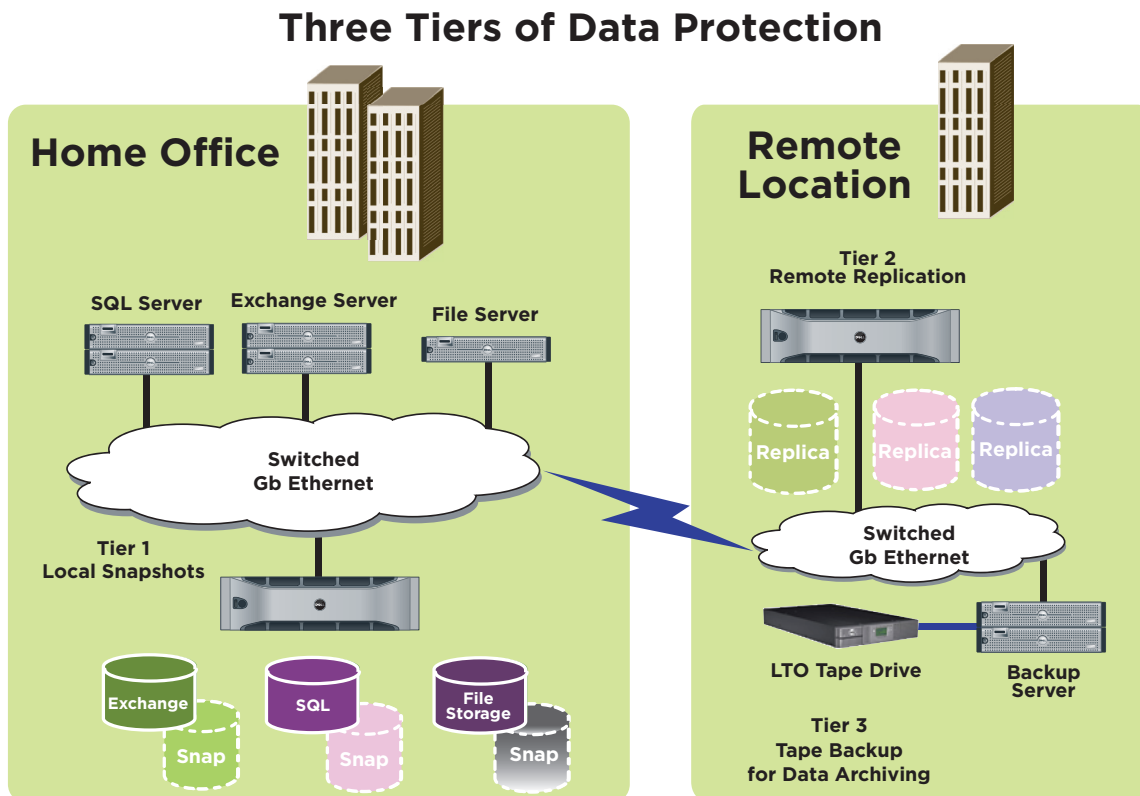 Three Tiers of Data Protection
Home Office
SQL Server
Exchange Server
File Server
Switched
Gb Ethernet
Tier 1
Local Snapshots
Exchange
Snap
SQL
Snap
File
Storage
Snap
Remote
Location
Tier 2
Remote Replication
Replica
Replica
Replica
Switched
Gb Ethernet
LTO Tape Drive
Backup
Server
Tier 3
Tape Backup
for Data Archiving